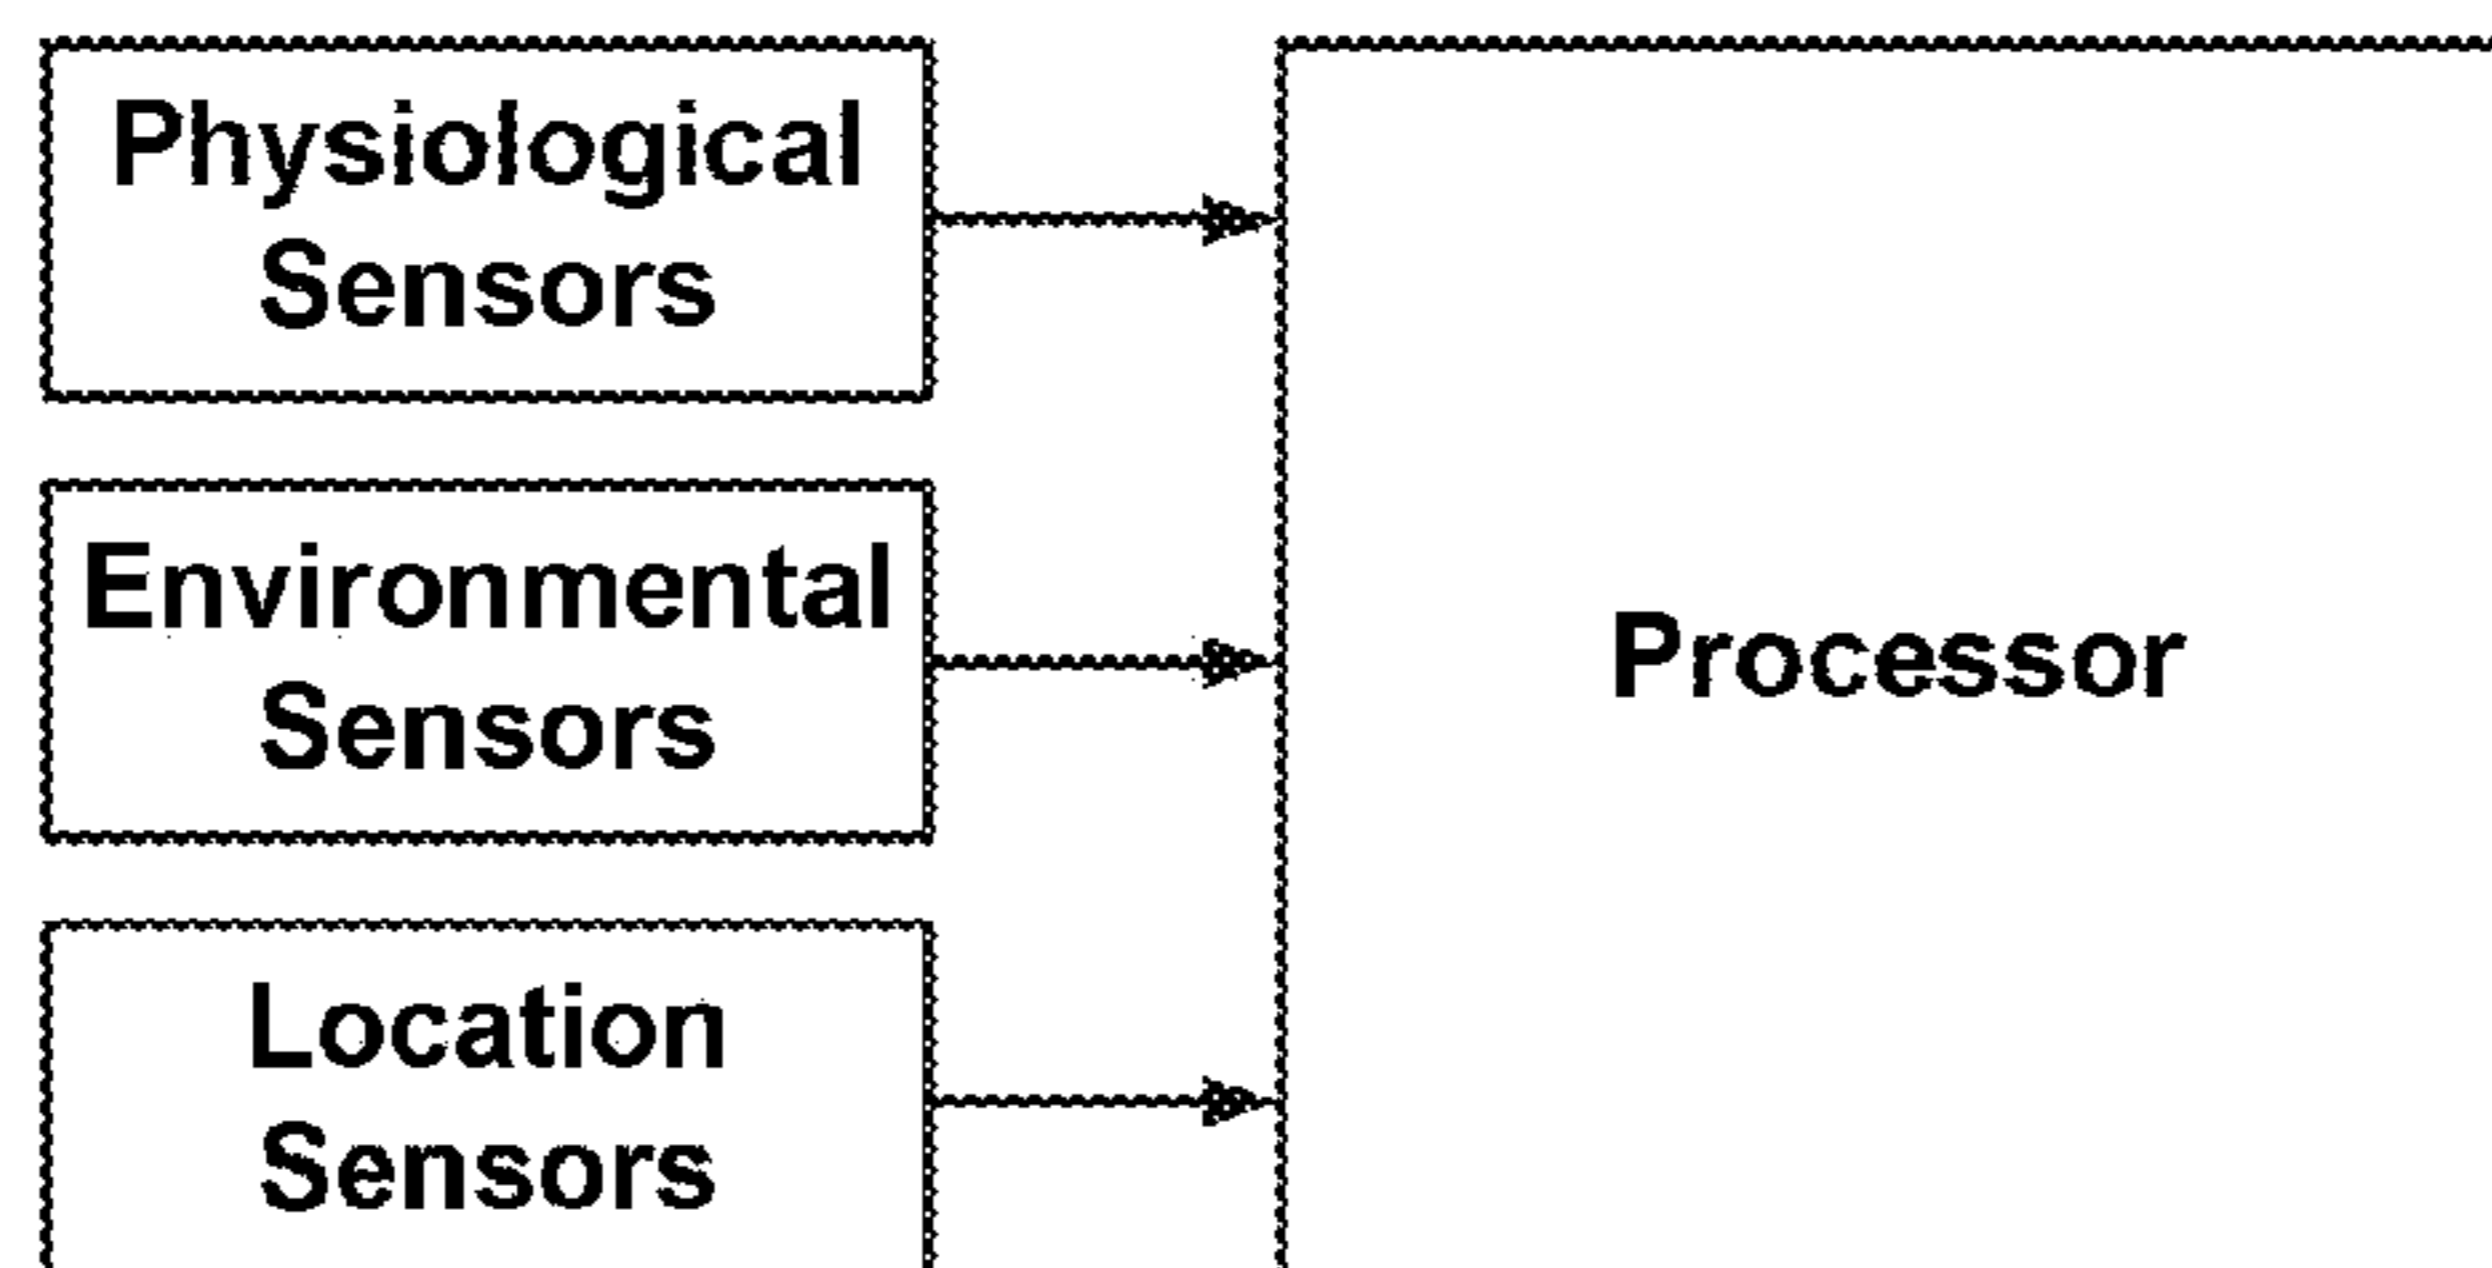 Physiological
Sensors
Environmental
Sensors
Processor
Location
Sensors